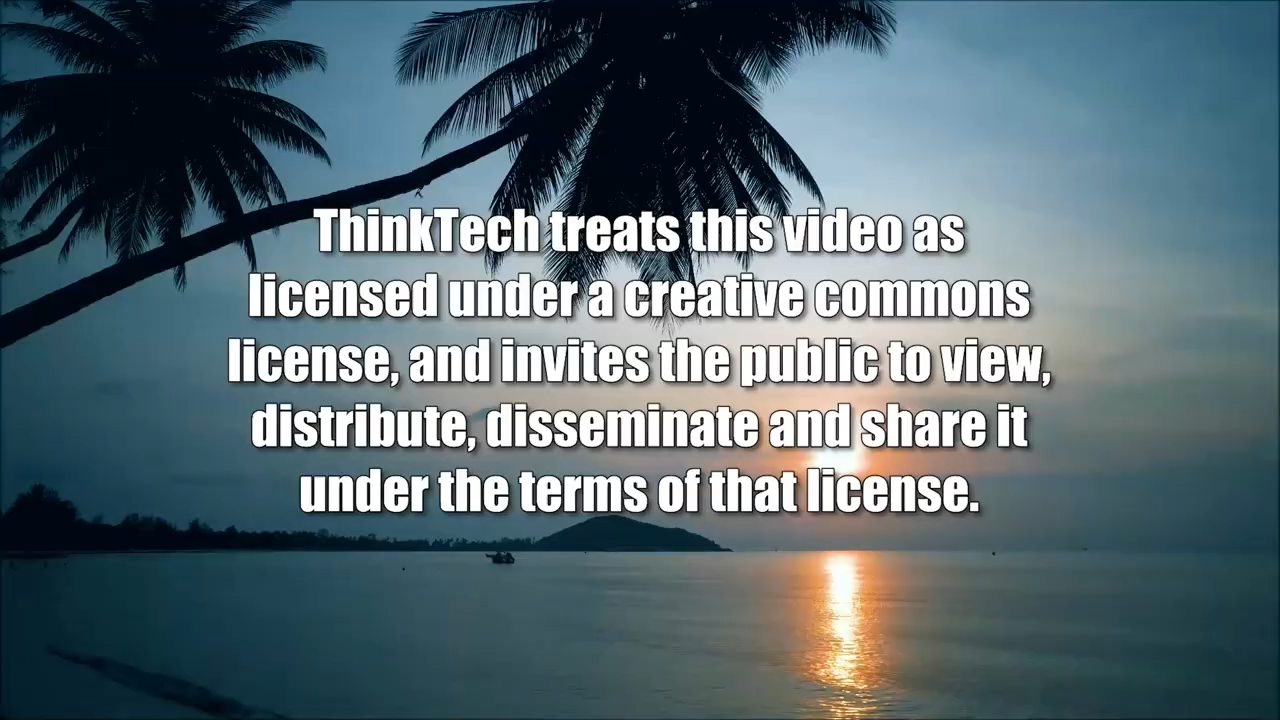 ThinkTech treats this video as
licensed under a creative commons
license, and invites the public to view,
distribute, disseminate and share it
under the terms of that license.